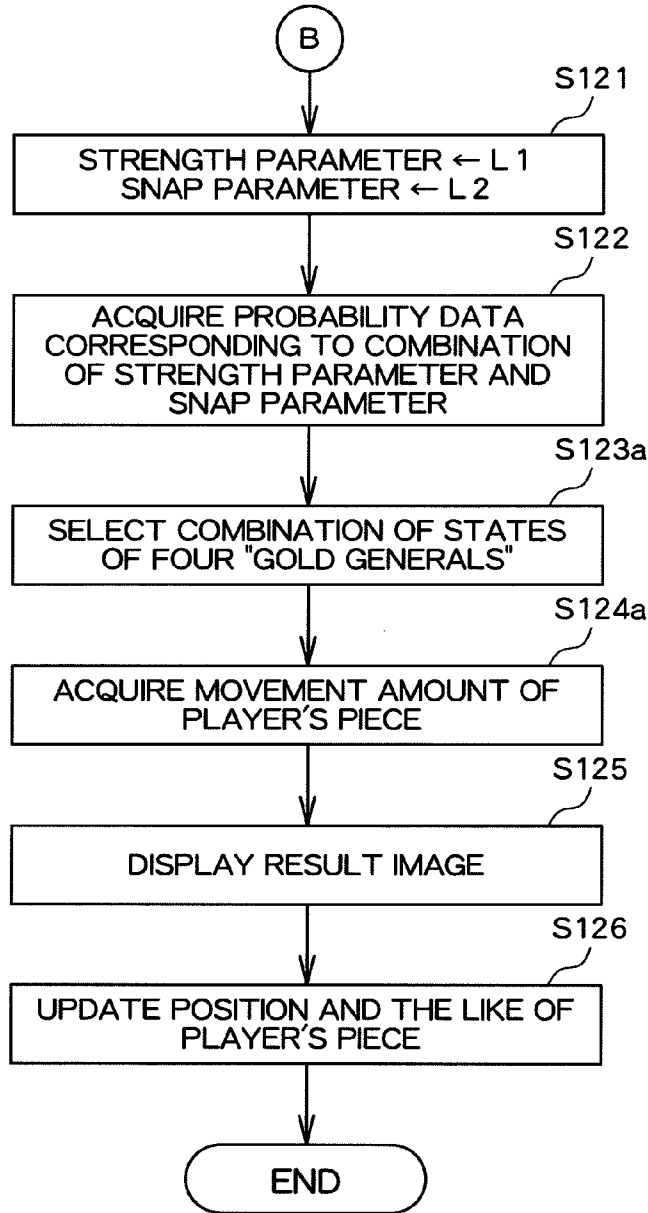 B
S121
STRENGTH PARAMETER ← L1
SNAP PARAMETER ← L2
S122
ACQUIRE PROBABILITY DATA
CORRESPONDING TO COMBINATION
OF STRENGTH PARAMETER AND
SNAP PARAMETER
S123a
SELECT COMBINATION OF STATES
OF FOUR "GOLD GENERALS"
S124a
ACQUIRE MOVEMENT AMOUNT OF
PLAYER'S PIECE
S125
DISPLAY RESULT IMAGE
S126
UPDATE POSITION AND THE LIKE OF
PLAYER'S PIECE
END